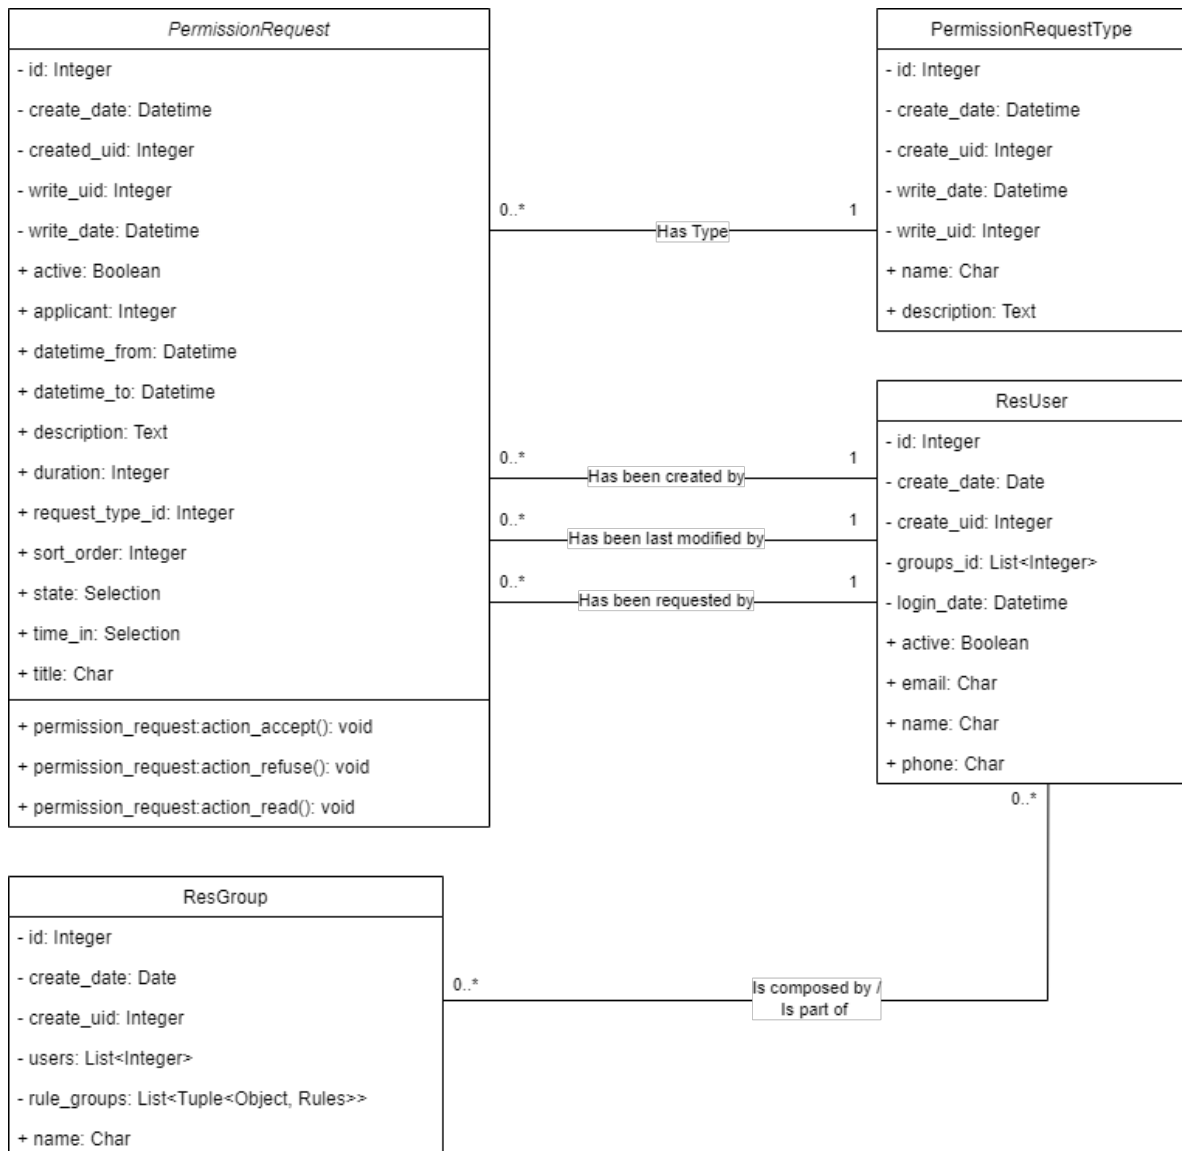 PermissionRequest
- id: Integer
- create_date: Datetime
- created_uid: Integer
- write_uid: Integer
- write_date: Datetime
+ active: Boolean
+ applicant: Integer
+ datetime_from: Datetime
+ datetime_to: Datetime
+ description: Text
+ duration: Integer
+ request_type_id: Integer
+ sort_order: Integer
+ state: Selection
+ time_in: Selection
+ title: Char
+ permission_request:action_accept(): void
+ permission_request:action_refuse(): void
+ permission_request:action_read(): void
0..*
Has Type
1
PermissionRequestType
- id: Integer
- create_date: Datetime
- create_uid: Integer
- write_date: Datetime
- write_uid: Integer
+ name: Char
+ description: Text
0..*
Has been created by
1
0..*
Has been last modified by
1
0..*
Has been requested by
1
ResUser
- id: Integer
- create_date: Date
- create_uid: Integer
- groups_id: List<Integer>
- login_date: Datetime
+ active: Boolean
+ email: Char
+ name: Char
+ phone: Char
0..*
ResGroup
- id: Integer
- create_date: Date
- create_uid: Integer
- users: List<Integer>
- rule_groups: List<Tuple<Object, Rules>>
+ name: Char
0..*
Is composed by /
Is part of